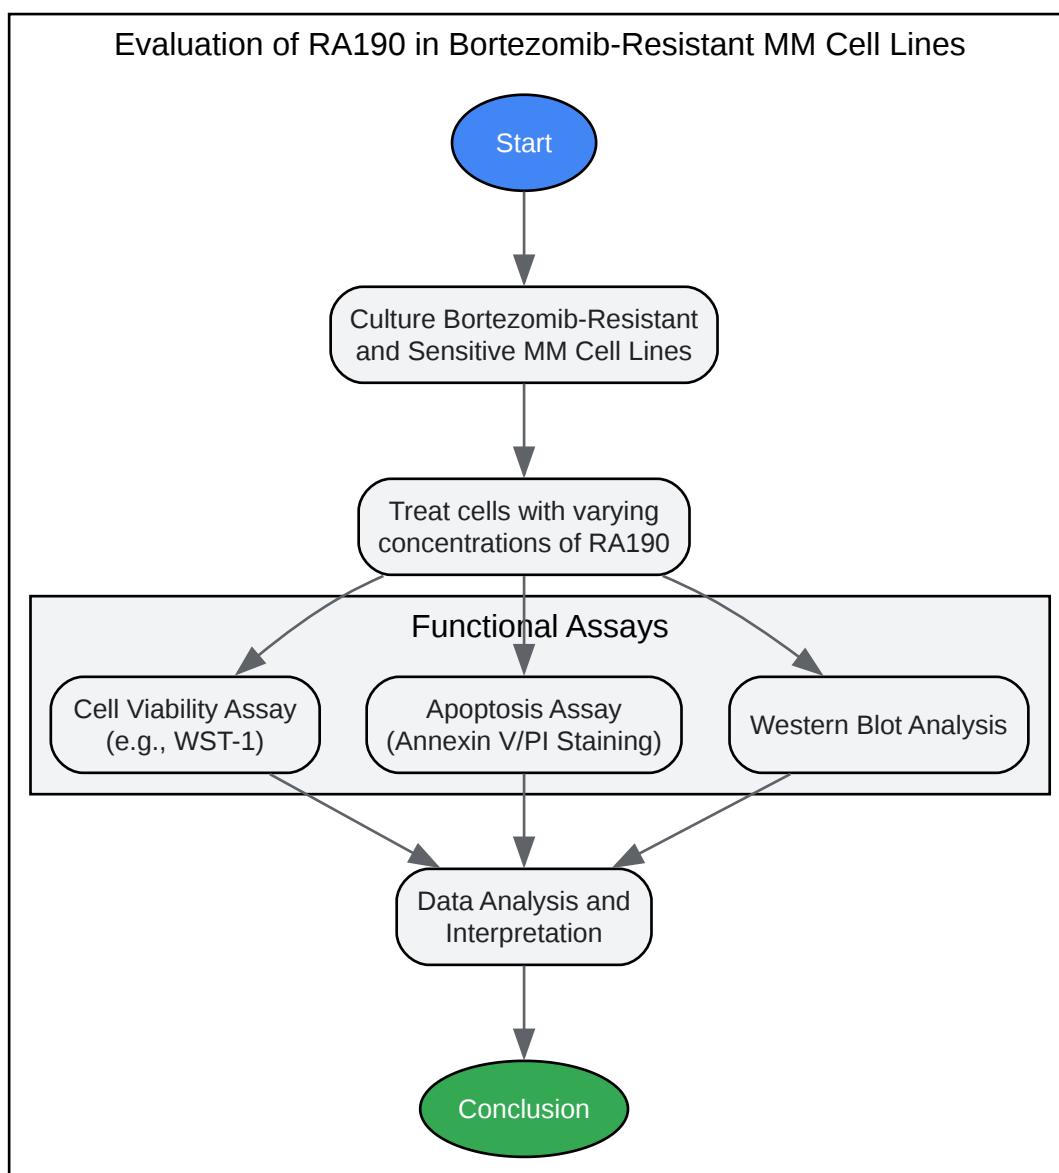 Evaluation of RA190 in Bortezomib-Resistant MM Cell Lines
Start
Culture Bortezomib-Resistant
and Sensitive MM Cell Lines
Treat cells with varying
concentrations of RA190
Functional Assays
Cell Viability Assay
(e.g., WST-1)
Apoptosis Assay
(Annexin V/PI Staining)
Western Blot Analysis
Data Analysis and
Interpretation
Conclusion